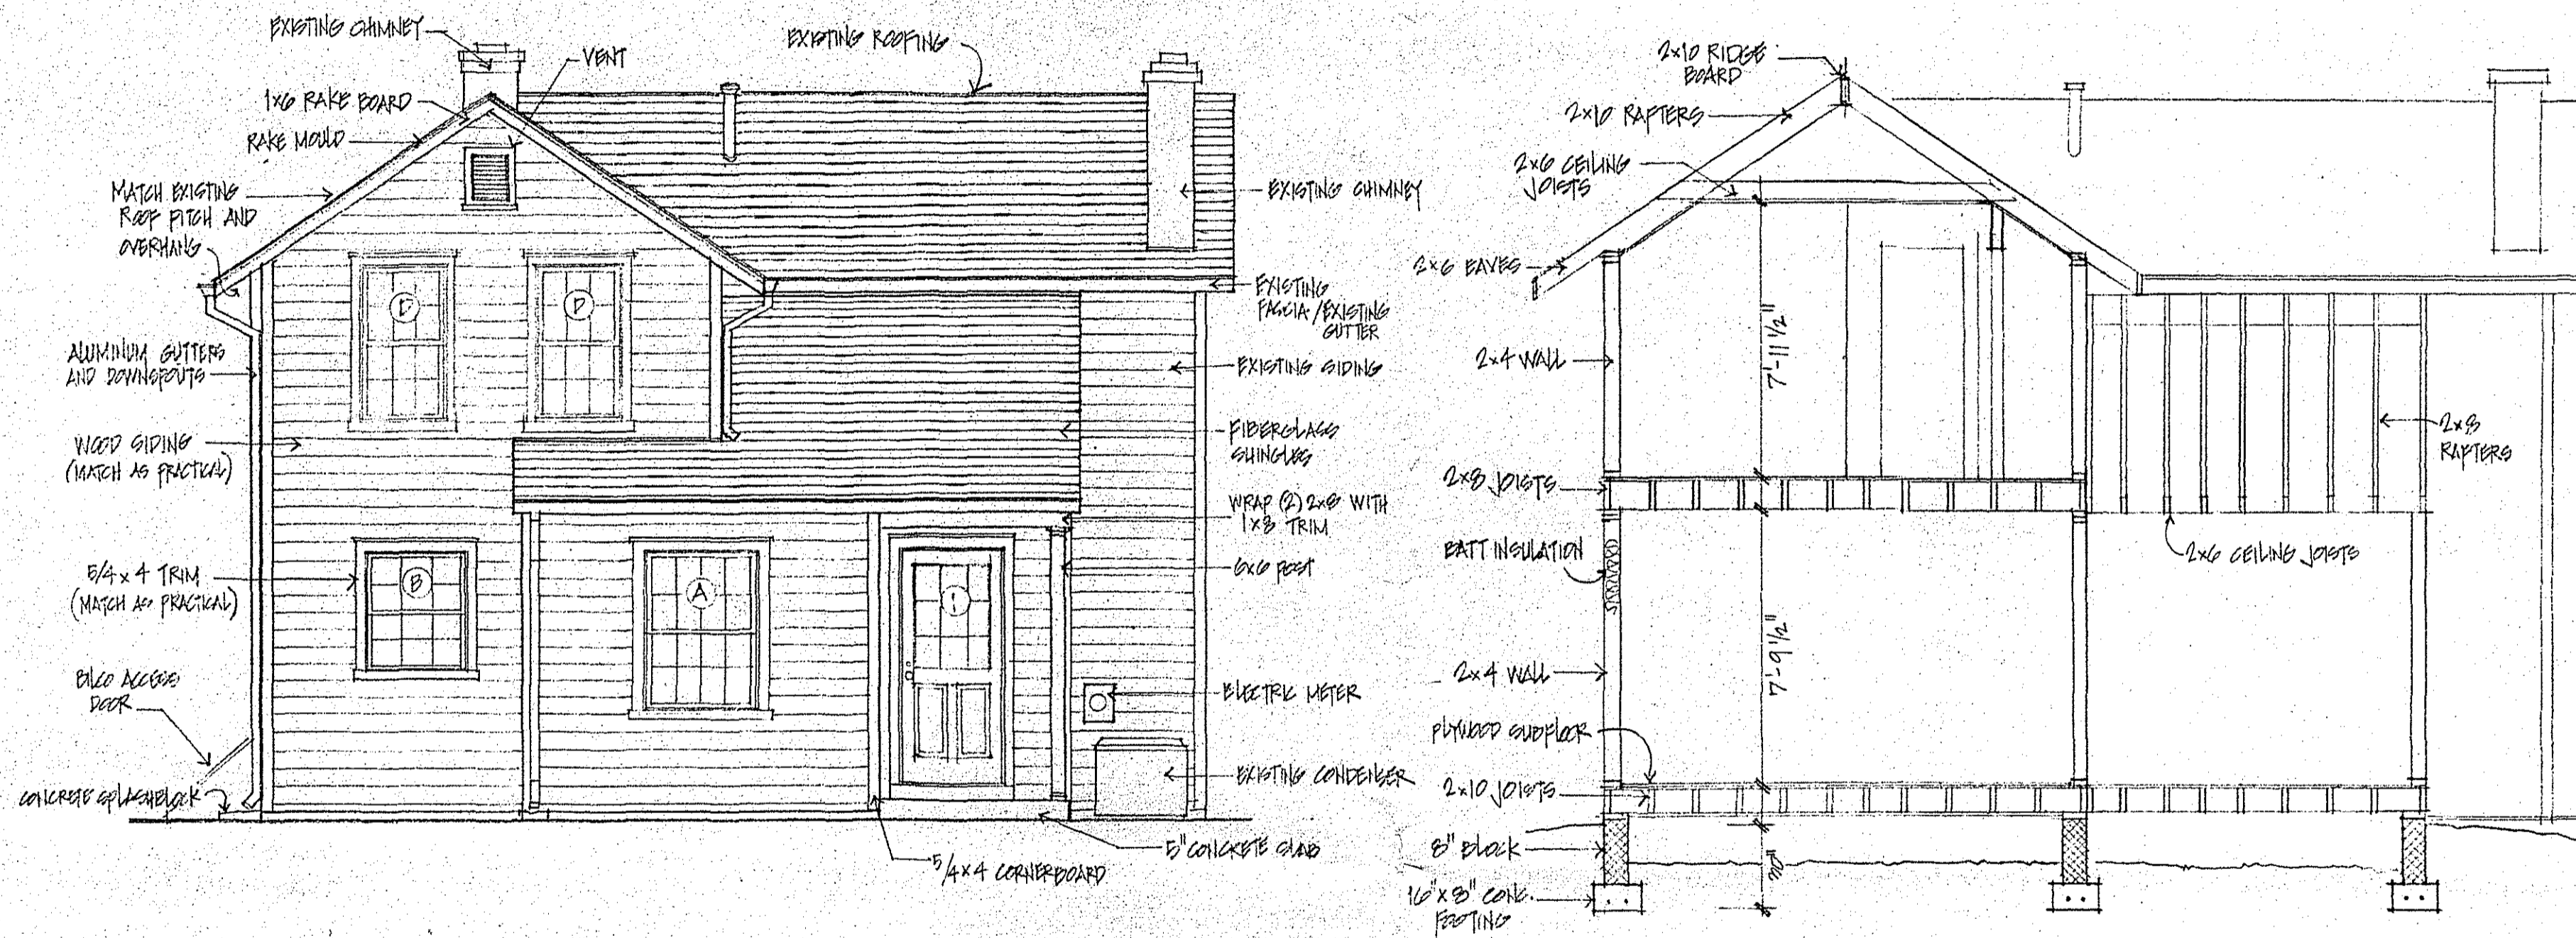 EXISTING CHIMNEY
VENT
EXISTING ROOFING
1x6 RAKE BOARD
RAKE MOULD
MATCH EXISTING
ROOF PITCH AND
OVERHANG
ALUMINUM GUTTERS
AND DOWNSPOUTS
WOOD SIDING
(MATCH AS PRACTICAL)
5/4 x 4 TRIM
(MATCH AS PRACTICAL)
BILCO ACCESS
DOOR
CONCRETE SPLASHBLOCK
D
D
B
A
1
EXISTING CHIMNEY
EXISTING
FASCIA/EXISTING
GUTTER
EXISTING SIDING
FIBERGLASS
SHINGLES
WRAP (2) 2x8 WITH
1x8 TRIM
6x6 POST
ELECTRIC METER
EXISTING CONDENSER
5" CONCRETE SLAB
5/4x4 CORNERBOARD
2x10 RIDGE
BOARD
2x10 RAFTERS
2x6 CEILING
JOISTS
2x6 EAVES
2x4 WALL
2x8 JOISTS
BATT INSULATION
2x4 WALL
PLYWOOD SUBFLOOR
2x10 JOISTS
8" BLOCK
16"x8" CONC.
FOOTING
7'-11 1/2"
7'-9 1/2"
2x8
RAFTERS
2x6 CEILING JOISTS